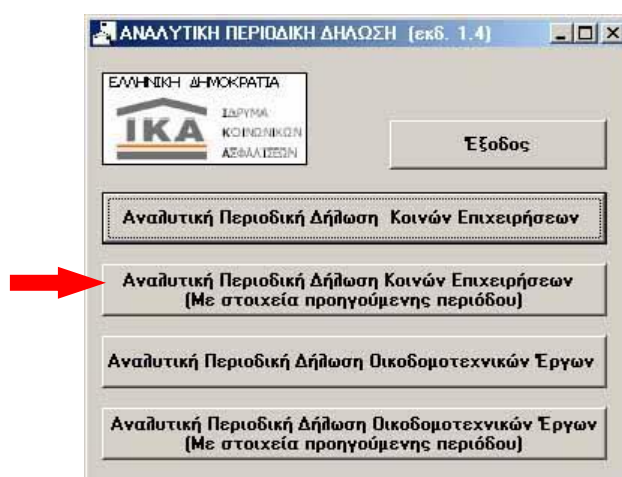 ΑΝΑΛΥΤΙΚΗ ΠΕΡΙΟΔΙΚΗ ΔΗΛΩΣΗ (εκδ. 1.4)
ΕΛΛΗΝΙΚΗ ΔΗΜΟΚΡΑΤΙΑ
ΙΚΑ
ΙΔΡΥΜΑ
ΚΟΙΝΩΝΙΚΩΝ
ΑΣΦΑΛΙΣΕΩΝ
Έξοδος
Αναλυτική Περιοδική Δήλωση Κοινών Επιχειρήσεων
Αναλυτική Περιοδική Δήλωση Κοινών Επιχειρήσεων
(Με στοιχεία προηγούμενης περιόδου)
Αναλυτική Περιοδική Δήλωση Οικοδομοτεχνικών Έργων
Αναλυτική Περιοδική Δήλωση Οικοδομοτεχνικών Έργων
(Με στοιχεία προηγούμενης περιόδου)